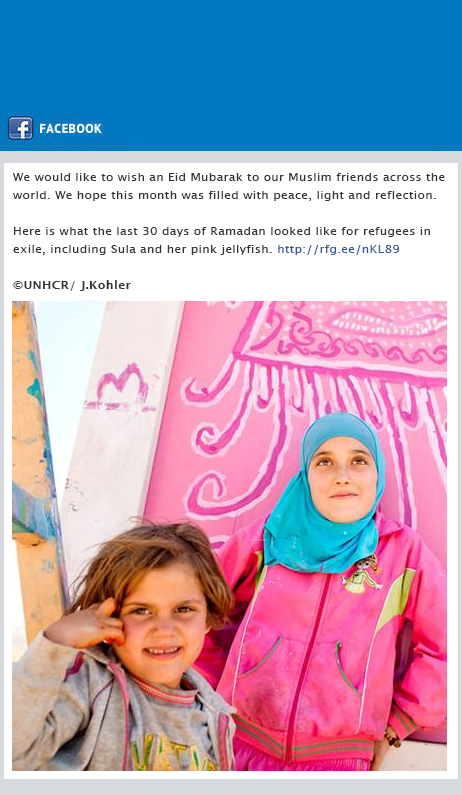 FACEBOOK
We would like to wish an Eid Mubarak to our Muslim friends across the
world. We hope this month was filled with peace, light and reflection.
Here is what the last 30 days of Ramadan looked like for refugees in
exile, including Sula and her pink jellyfish. http://rfg.ee/nKL89
©UNHCR/ J.Kohler